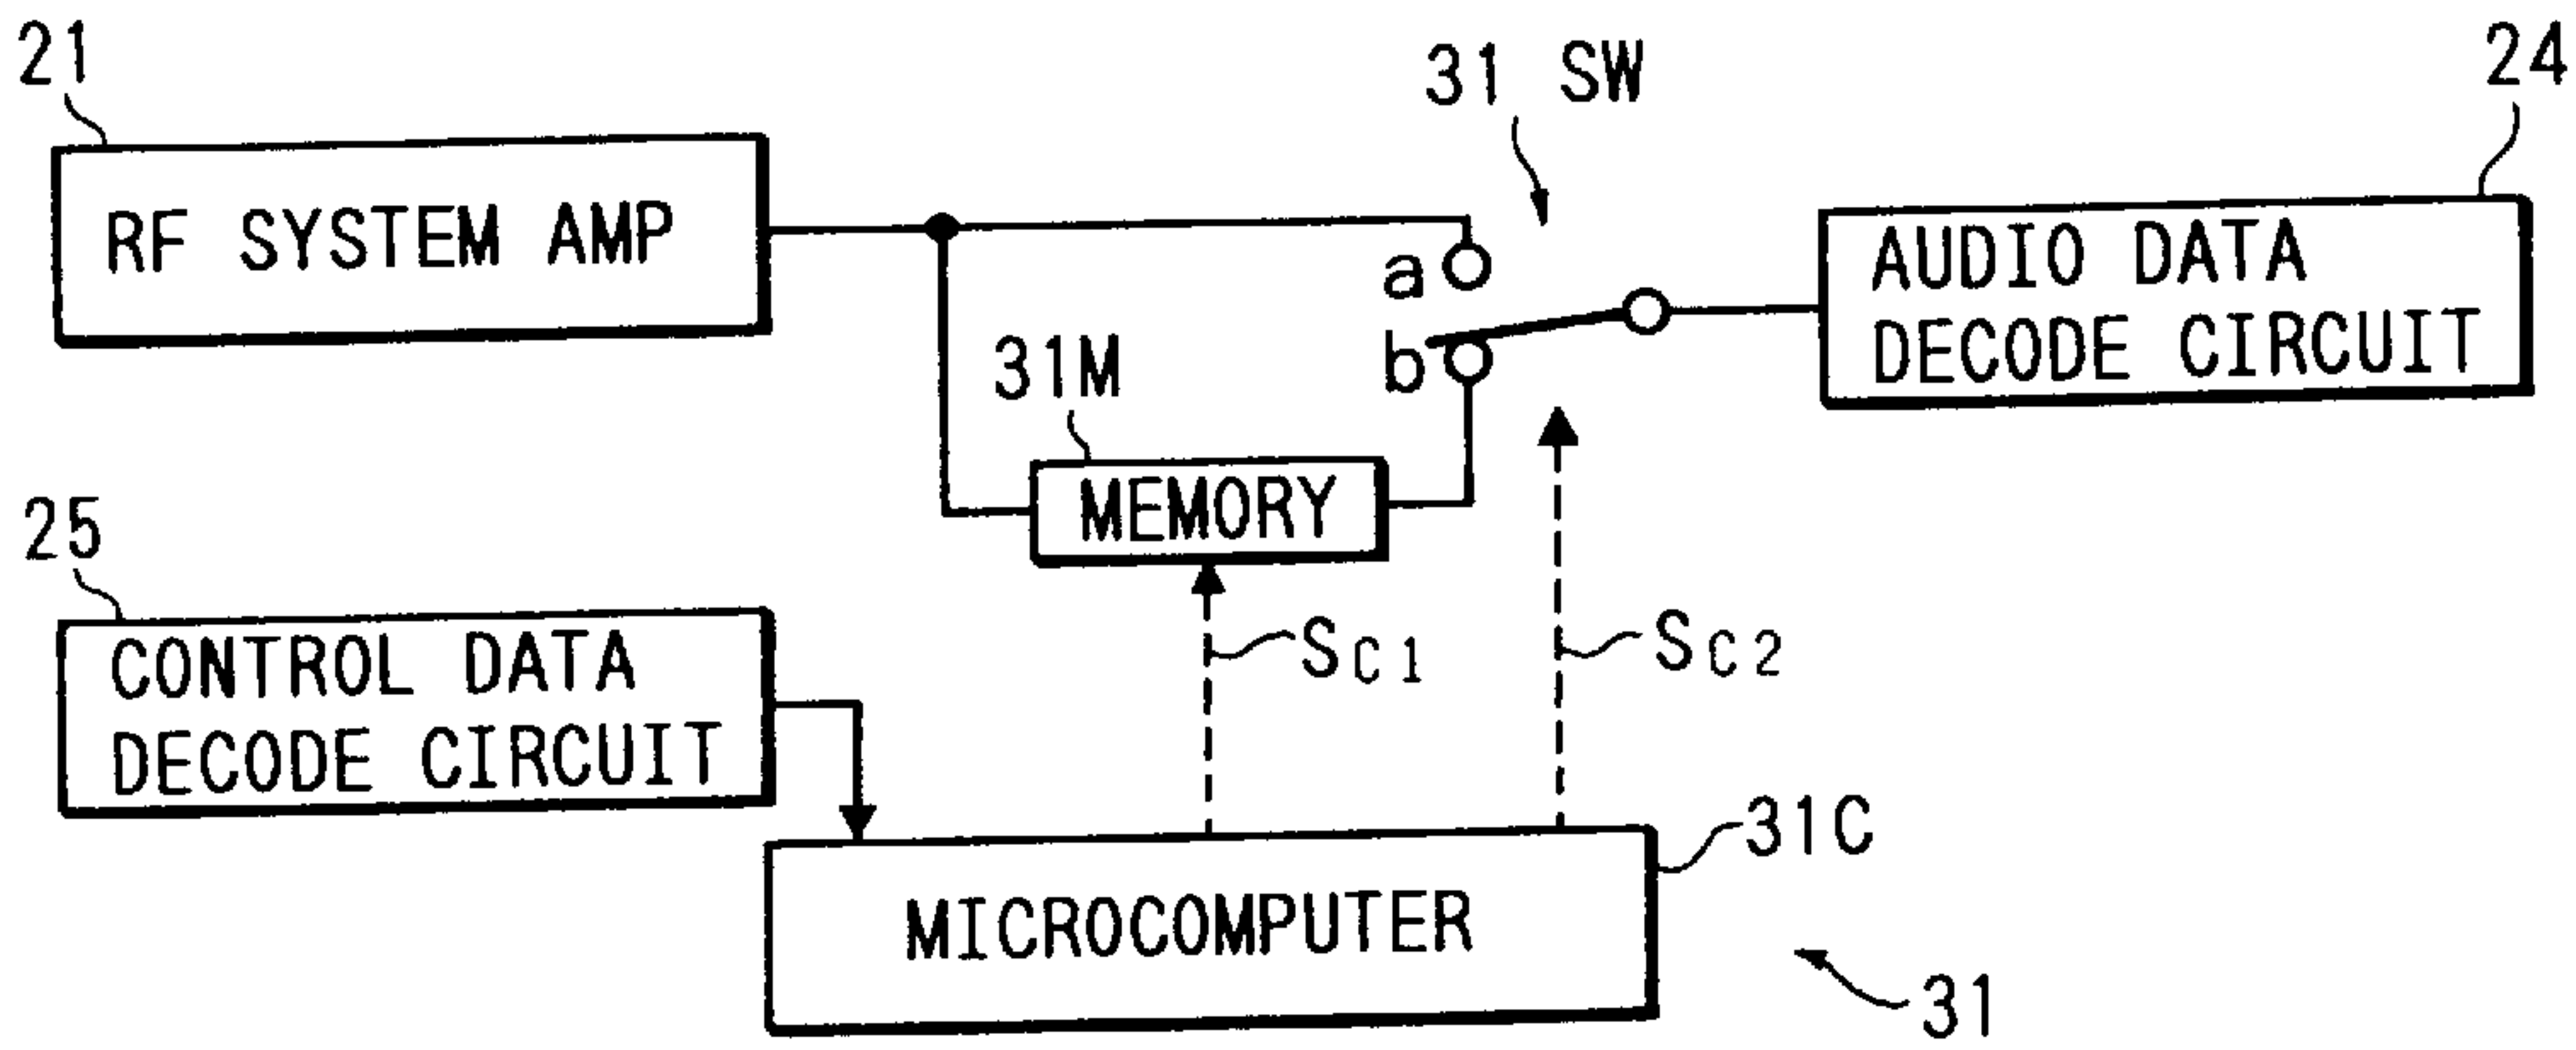 21
31 SW
24
RF SYSTEM AMP
a
b
AUDIO DATA
DECODE CIRCUIT
31M
MEMORY
25
CONTROL DATA
DECODE CIRCUIT
SC1
SC2
31C
MICROCOMPUTER
31